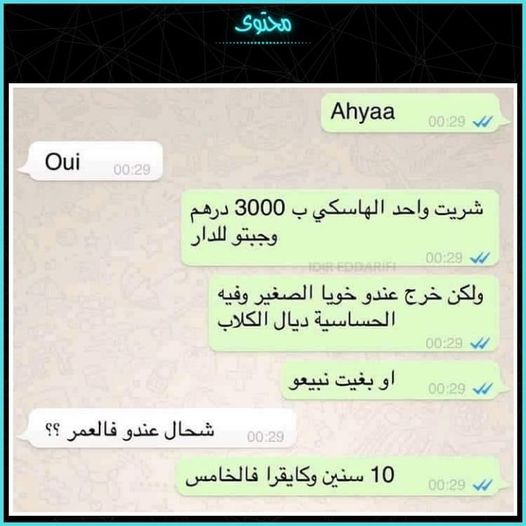 محتوى
Ahyaa
00:29
Oui
00:29
شريت واحد الهاسكي ب 3000 درهم
وجبتو للدار
00:29
IDIR EDDARIFI
ولكن خرج عندو خويا الصغير وفيه
الحساسية ديال الكلاب
00:29
او بغيت نبيعو
00:29
شحال عندو فالعمر ؟؟
00:29
10 سنين وكايقرا فالخامس
00:29